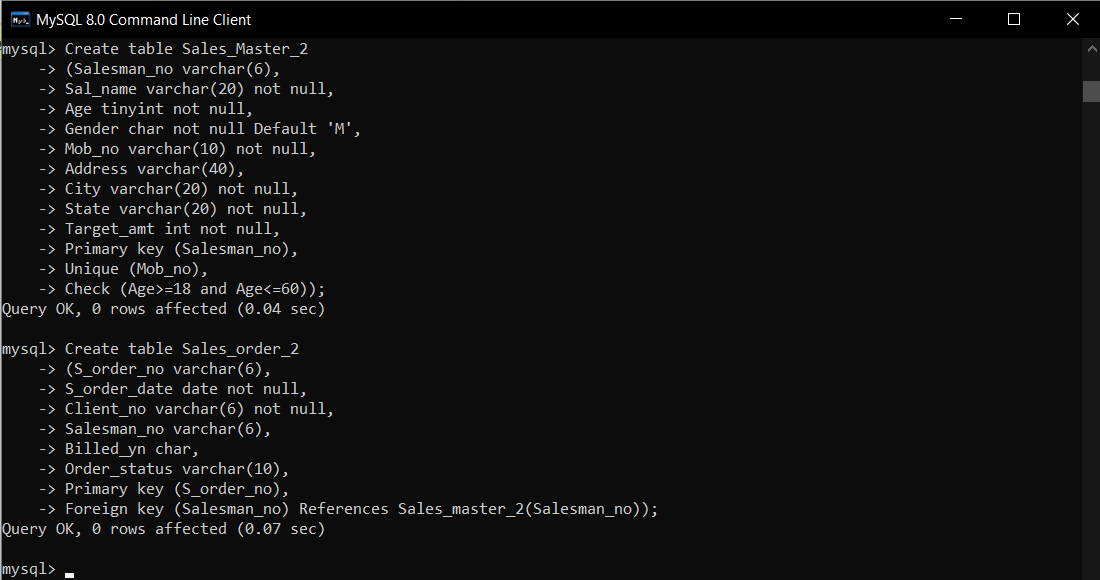 MySQL 8.0 Command Line Client
mysql> Create table Sales_Master_2
    -> (Salesman_no varchar(6),
    -> Sal_name varchar(20) not null,
    -> Age tinyint not null,
    -> Gender char not null Default 'M',
    -> Mob_no varchar(10) not null,
    -> Address varchar(40),
    -> City varchar(20) not null,
    -> State varchar(20) not null,
    -> Target_amt int not null,
    -> Primary key (Salesman_no),
    -> Unique (Mob_no),
    -> Check (Age>=18 and Age<=60));
Query OK, 0 rows affected (0.04 sec)

mysql> Create table Sales_order_2
    -> (S_order_no varchar(6),
    -> S_order_date date not null,
    -> Client_no varchar(6) not null,
    -> Salesman_no varchar(6),
    -> Billed_yn char,
    -> Order_status varchar(10),
    -> Primary key (S_order_no),
    -> Foreign key (Salesman_no) References Sales_master_2(Salesman_no));
Query OK, 0 rows affected (0.07 sec)

mysql>